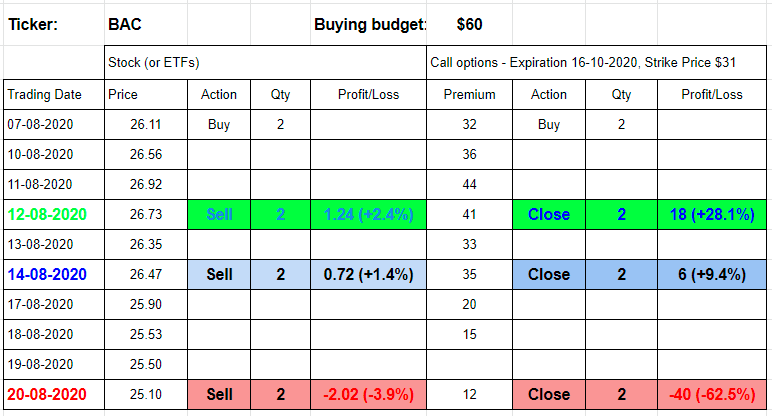 Ticker: BAC Buying budget: $60
Stock (or ETFs) Call options - Expiration 16-10-2020, Strike Price $31
Trading Date Price Action Qty Profit/Loss Premium Action Qty Profit/Loss
07-08-2020 26.11 Buy 2 32 Buy 2
10-08-2020 26.56 36
11-08-2020 26.92 44
12-08-2020 26.73 Sell 2 1.24 (+2.4%) 41 Close 2 18 (+28.1%)
13-08-2020 26.35 33
14-08-2020 26.47 Sell 2 0.72 (+1.4%) 35 Close 2 6 (+9.4%)
17-08-2020 25.90 20
18-08-2020 25.53 15
19-08-2020 25.50
20-08-2020 25.10 Sell 2 -2.02 (-3.9%) 12 Close 2 -40 (-62.5%)